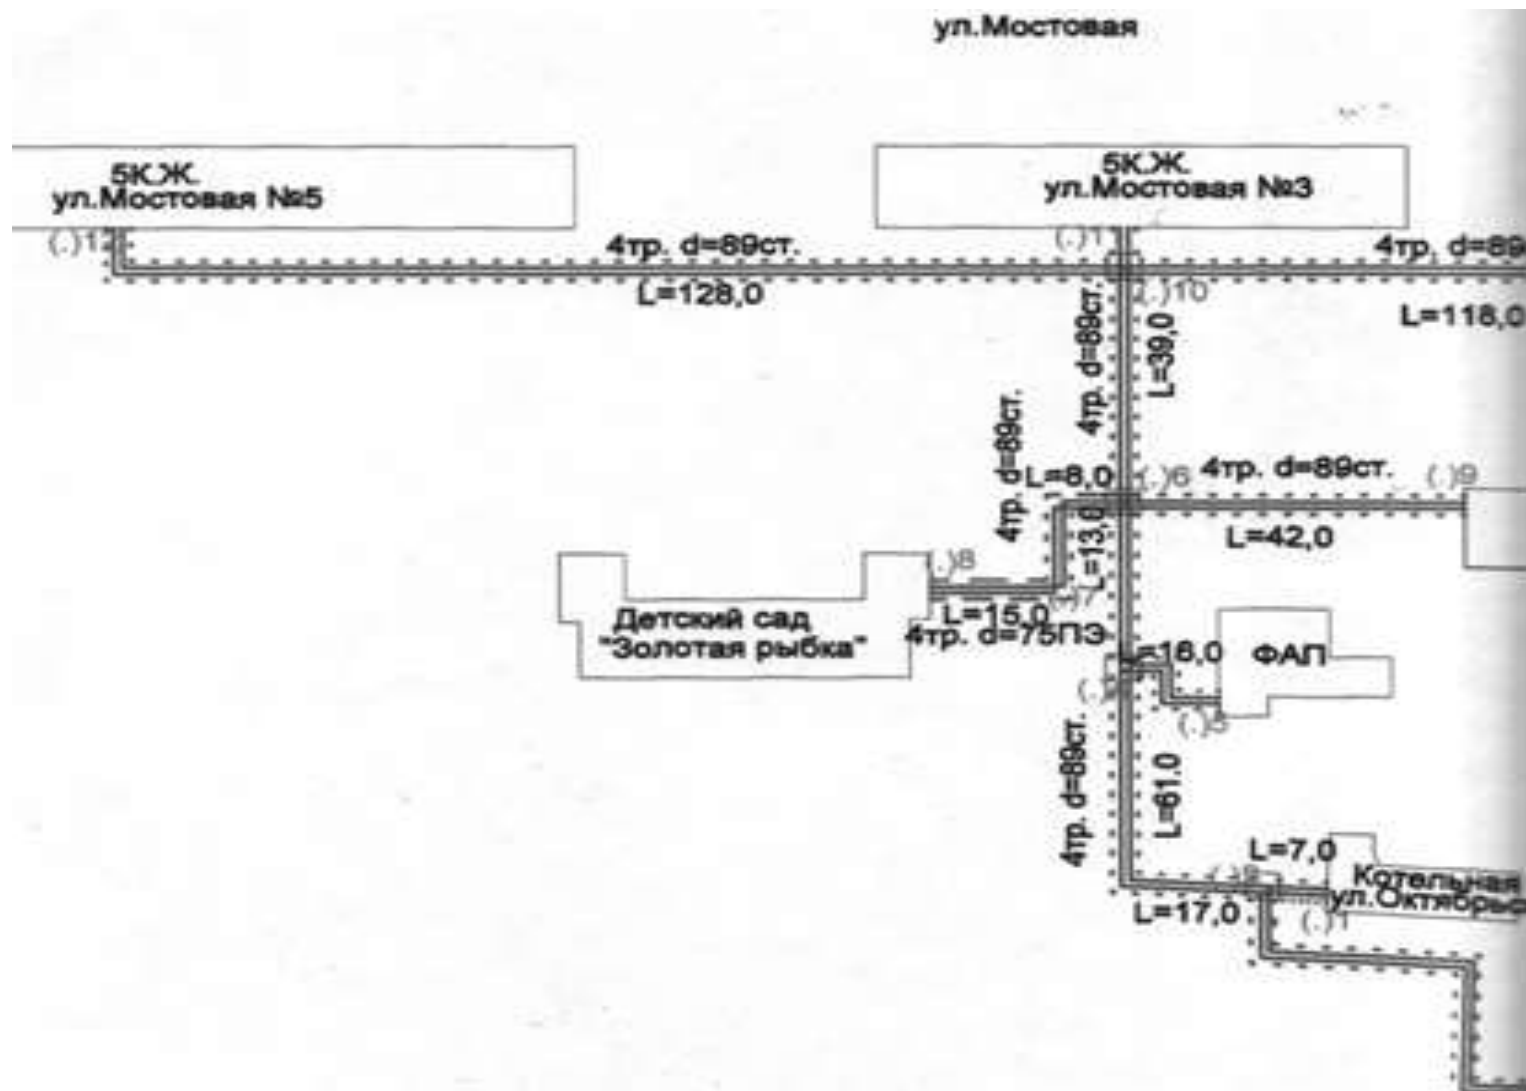 ул.Мостовая
5К.Ж.
ул.Мостовая №5
5К.Ж.
ул.Мостовая №3
4тр. d=89ст.
(.)1
4тр. d=89
L=128,0
(.)10
L=118,0
4тр. d=89ст.
L=39,0
4тр. d=89ст.
L=8,0
(.)6
4тр. d=89ст.
(.)9
L=13,0
L=42,0
(.)8
Детский сад
"Золотая рыбка"
L=15,0
(.)7
4тр. d=75ПЭ
=16,0
ФАП
(.)5
4тр. d=89ст.
L=61.0
L=7,0
Котельная
L=17,0
(.)1